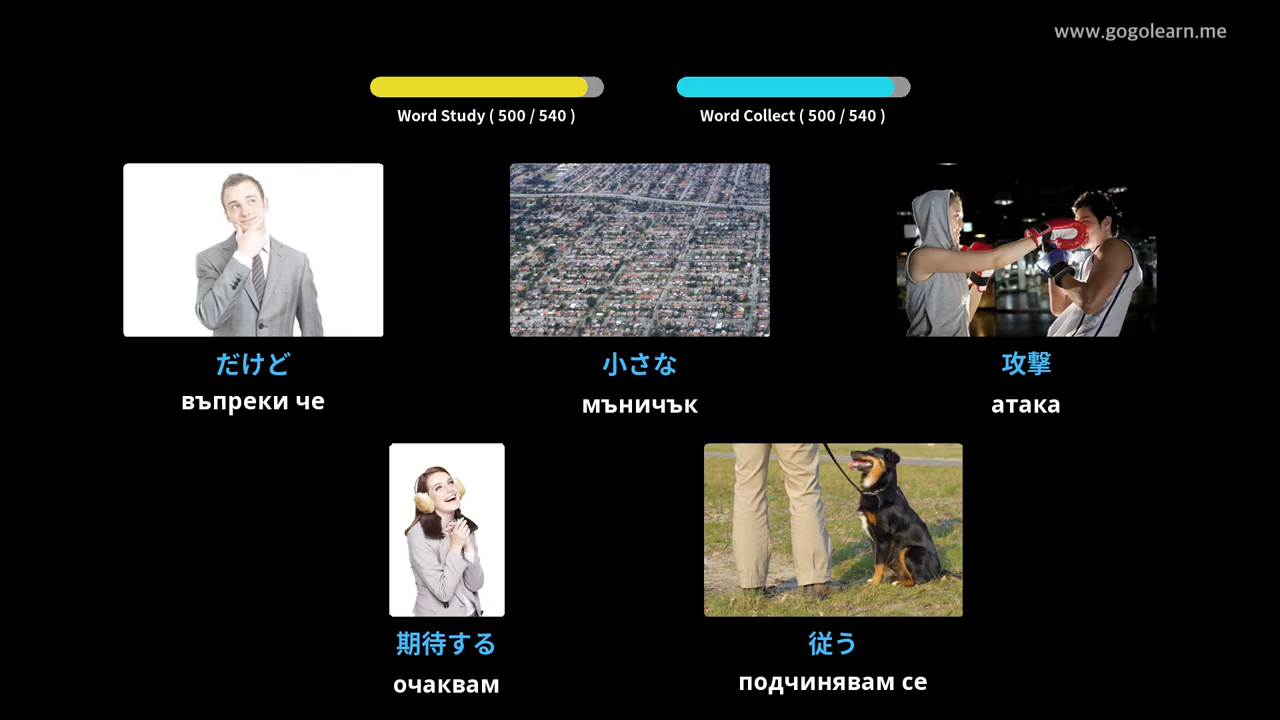 www.gogolearn.me
Word Study ( 500 / 540 )
Word Collect ( 500 / 540 )
だけど
въпреки че
小さな
мъничък
攻撃
атака
期待する
очаквам
従う
подчинявам се